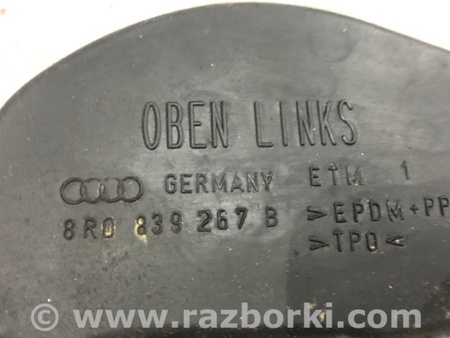 OBEN LINKS
GERMANY ETM 1
8R0 839 267 B >EPDM+PP
>TPO<
© www.razborki.com